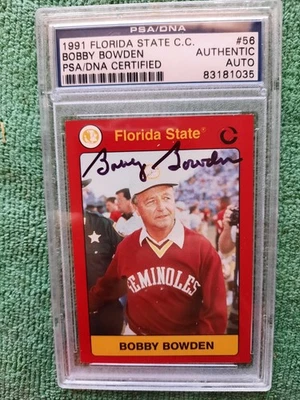 PSA/DNA
1991 FLORIDA STATE C.C. #56
BOBBY BOWDEN AUTHENTIC
PSA/DNA CERTIFIED AUTO
83181035
Florida State®
Bobby Bowden
SEMINOLES
BOBBY BOWDEN